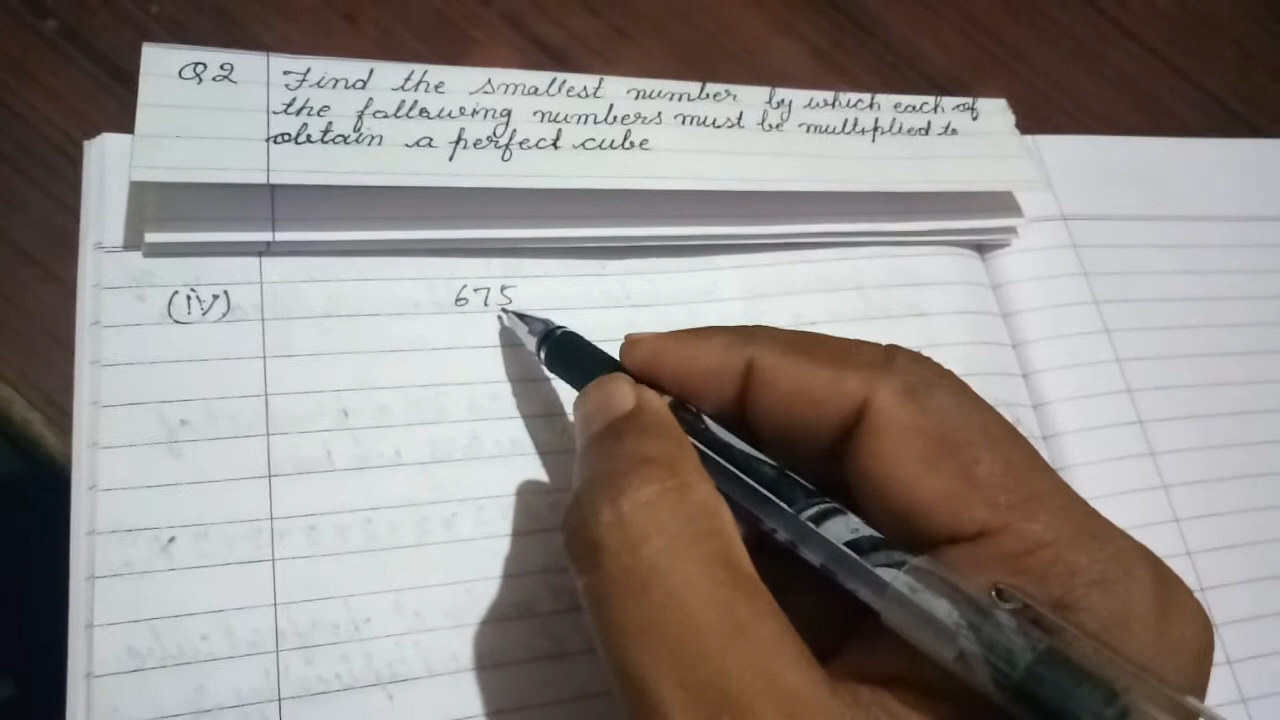 Q2 Find the smallest number by which each of
the following numbers must be multiplied to
obtain a perfect cube
(iv) 675